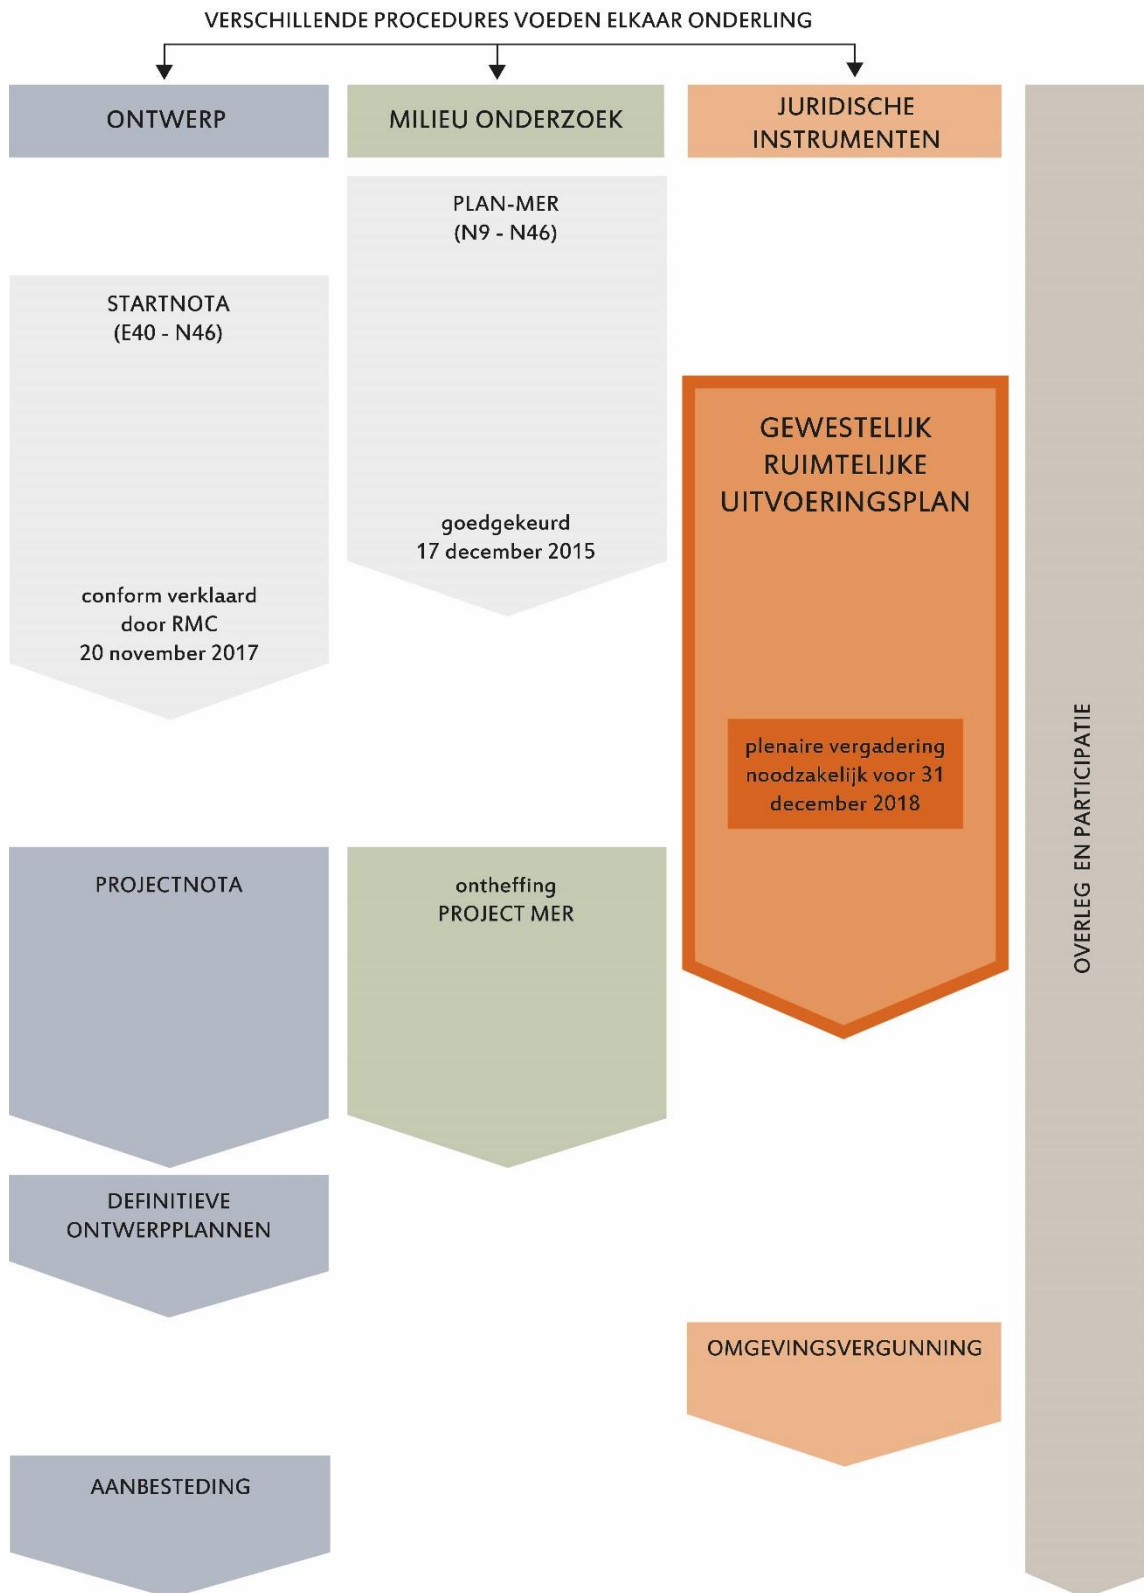 VERSCHILLENDE PROCEDURES VOEDEN ELKAAR ONDERLING
ONTWERP
MILIEU ONDERZOEK
JURIDISCHE
INSTRUMENTEN
PLAN-MER
(N9 - N46)
STARTNOTA
(E40 - N46)
GEWESTELIJK
RUIMTELIJKE
UITVOERINGSPLAN
goedgekeurd
17 december 2015
conform verklaard
door RMC
20 november 2017
plenaire vergadering
noodzakelijk voor 31
december 2018
OVERLEG EN PARTICIPATIE
PROJECTNOTA
ontheffing
PROJECT MER
DEFINITIEVE
ONTWERPPLANNEN
OMGEVINGSVERGUNNING
AANBESTEDING